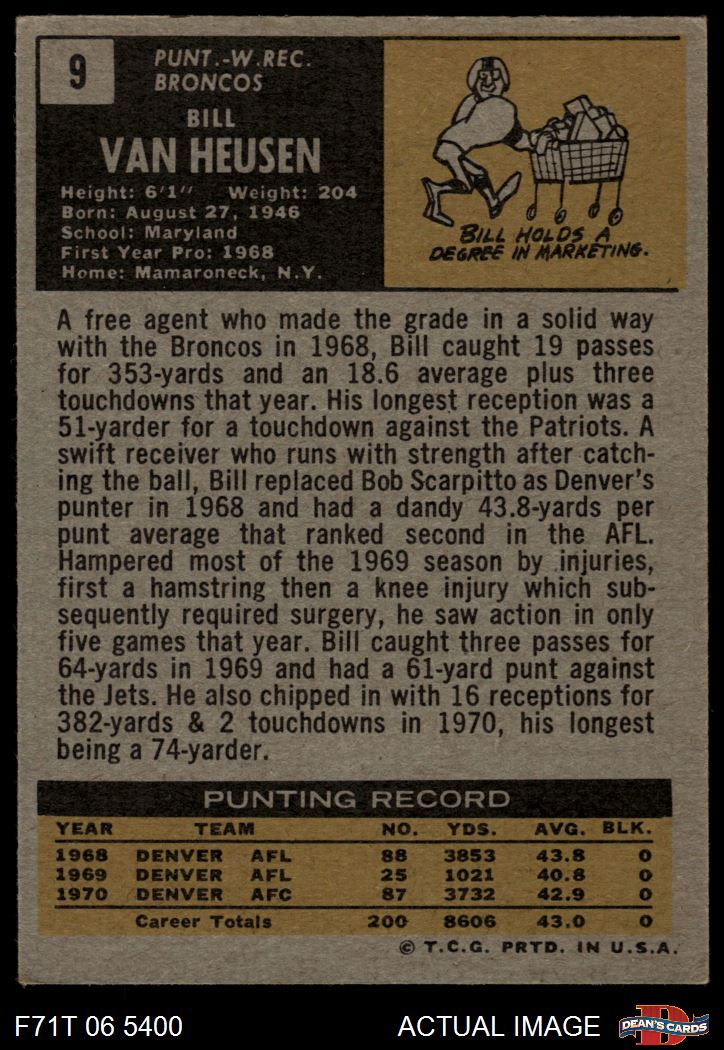 9
PUNT.-W.REC.
BRONCOS
BILL
VAN HEUSEN
Height: 6'1" Weight: 204
Born: August 27, 1946
School: Maryland
First Year Pro: 1968
Home: Mamaroneck, N.Y.
BILL HOLDS A
DEGREE IN MARKETING.
A free agent who made the grade in a solid way
with the Broncos in 1968, Bill caught 19 passes
for 353-yards and an 18.6 average plus three
touchdowns that year. His longest reception was a
51-yarder for a touchdown against the Patriots. A
swift receiver who runs with strength after catch-
ing the ball, Bill replaced Bob Scarpitto as Denver's
punter in 1968 and had a dandy 43.8-yards per
punt average that ranked second in the AFL.
Hampered most of the 1969 season by injuries,
first a hamstring then a knee injury which sub-
sequently required surgery, he saw action in only
five games that year. Bill caught three passes for
64-yards in 1969 and had a 61-yard punt against
the Jets. He also chipped in with 16 receptions for
382-yards & 2 touchdowns in 1970, his longest
being a 74-yarder.
PUNTING RECORD
YEAR TEAM NO. YDS. AVG. BLK.
1968 DENVER AFL 88 3853 43.8 0
1969 DENVER AFL 25 1021 40.8 0
1970 DENVER AFC 87 3732 42.9 0
Career Totals 200 8606 43.0 0
© T.C.G. PRTD. IN U.S.A.
F71T 06 5400 ACTUAL IMAGE
D
DEAN'S CARDS